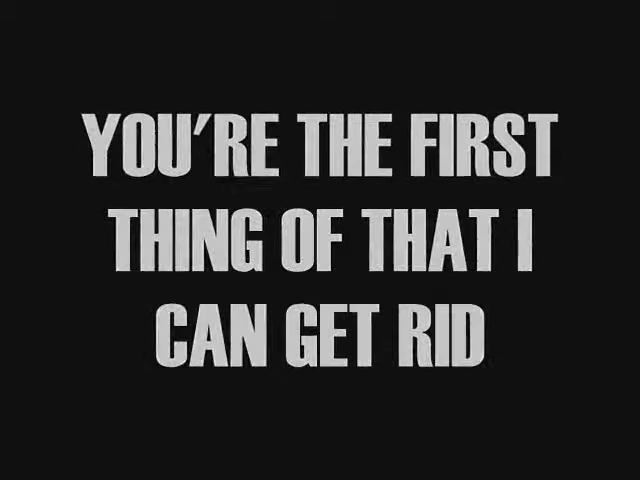 YOU'RE THE FIRST
THING OF THAT I
CAN GET RID